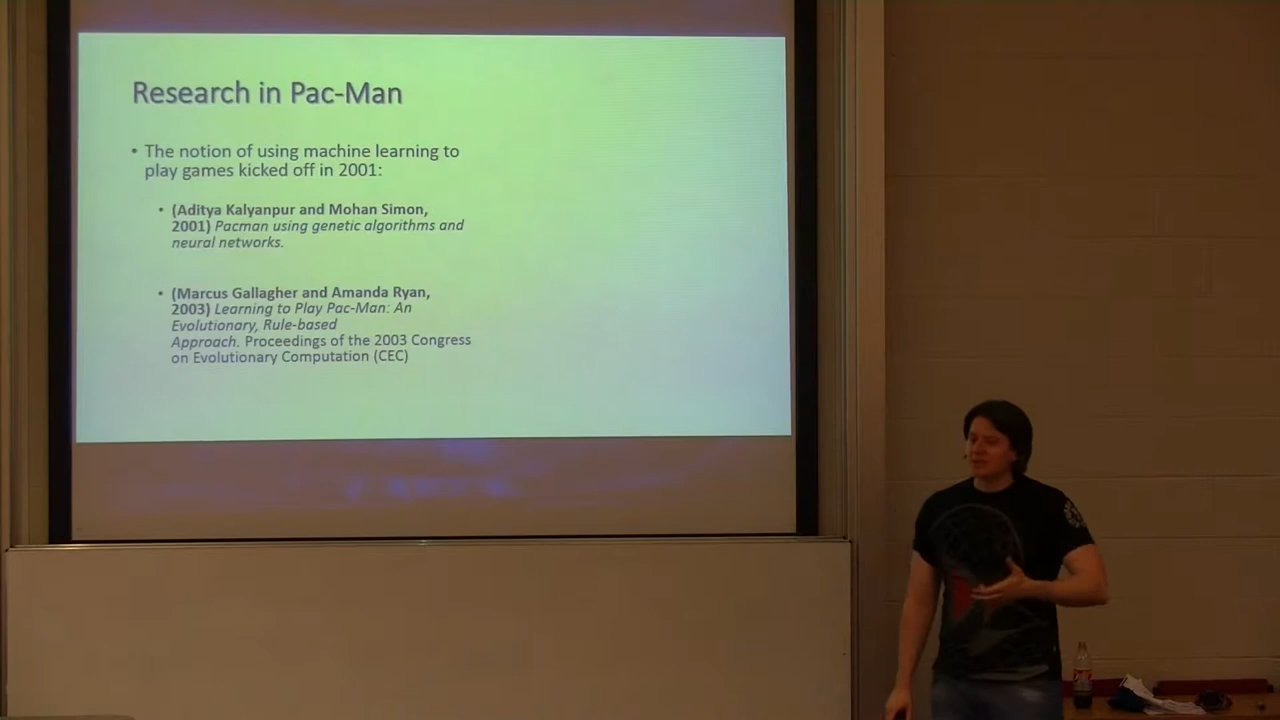 Research in Pac-Man
• The notion of using machine learning to
play games kicked off in 2001:
• (Aditya Kalyanpur and Mohan Simon,
2001) Pacman using genetic algorithms and
neural networks.
• (Marcus Gallagher and Amanda Ryan,
2003) Learning to Play Pac-Man: An
Evolutionary, Rule-based
Approach. Proceedings of the 2003 Congress
on Evolutionary Computation (CEC)